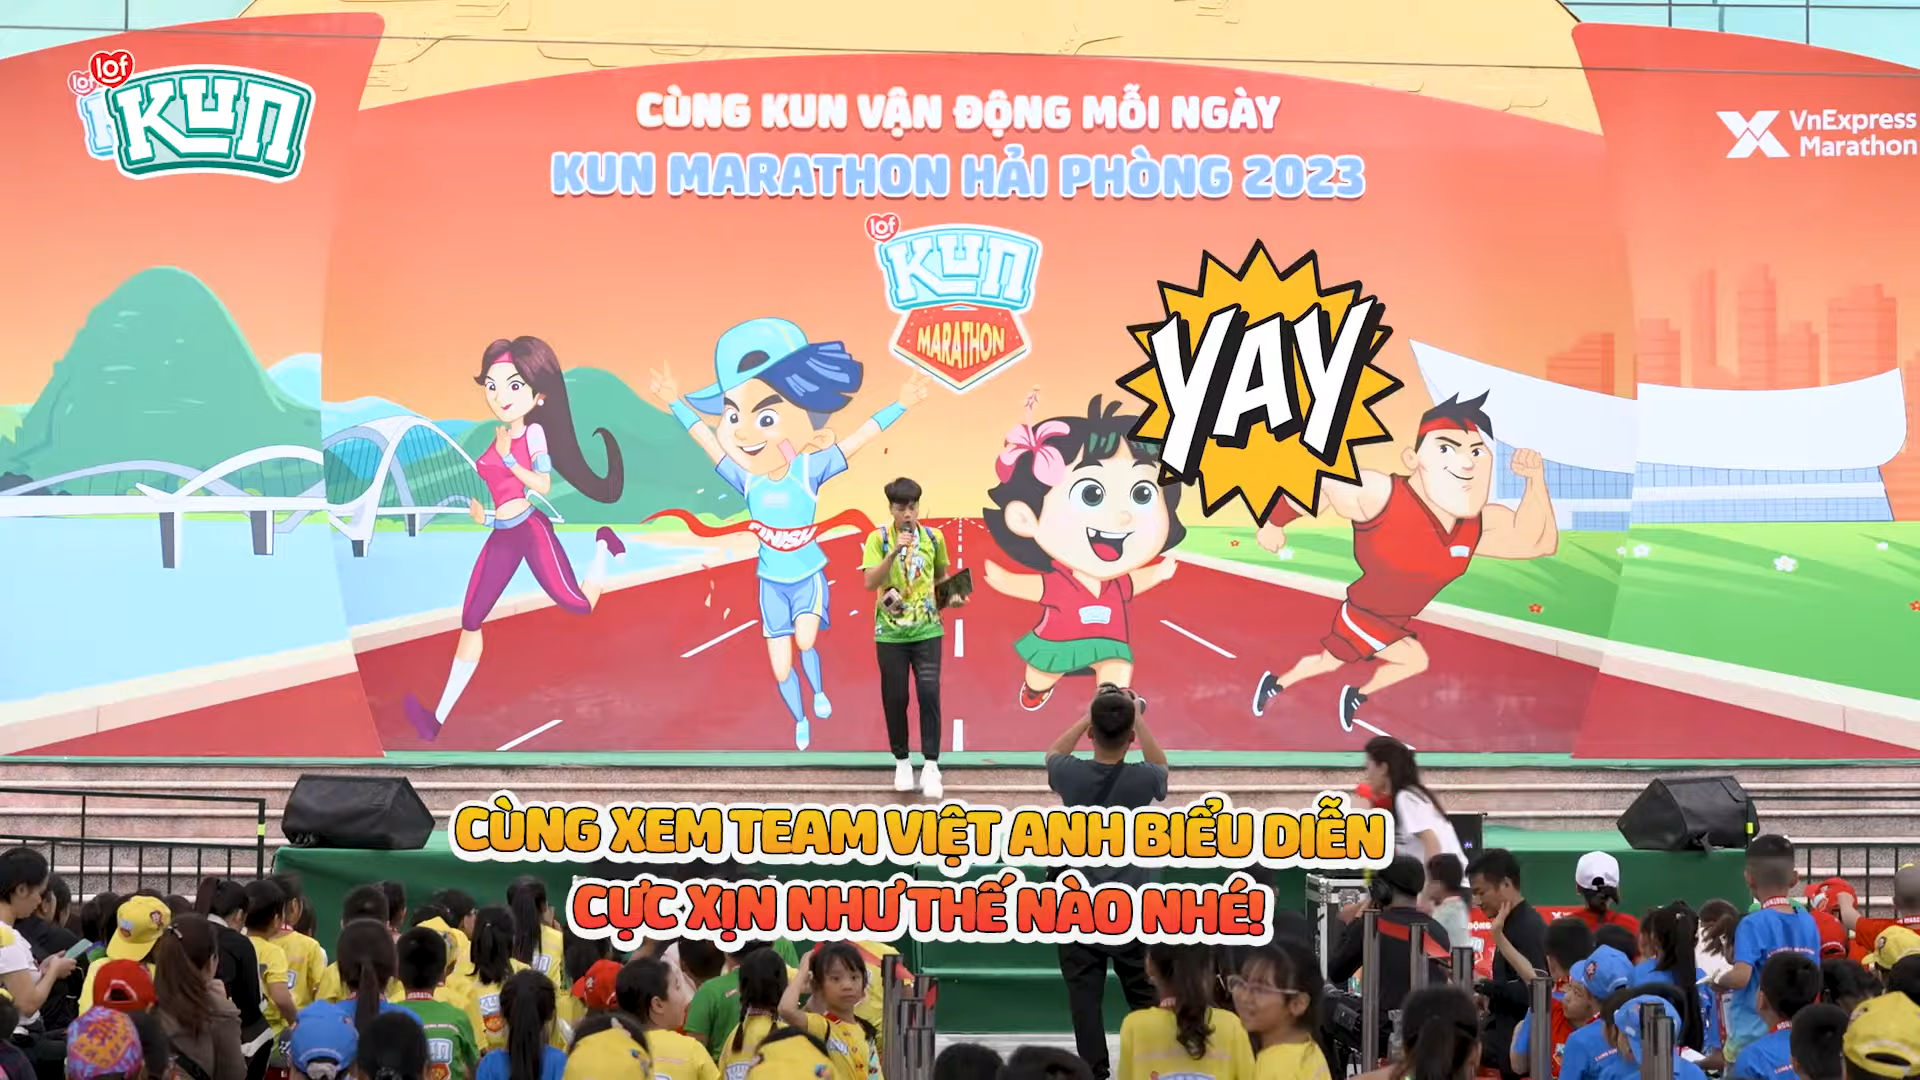 lof
lof
KUN
CÙNG KUN VẬN ĐỘNG MỖI NGÀY
KUN MARATHON HẢI PHÒNG 2023
VnExpress
Marathon
lof
KUN
MARATHON
YAY
FINISH
CÙNG XEM TEAM VIỆT ANH BIỂU DIỄN
CỰC XỊN NHƯ THẾ NÀO NHÉ!